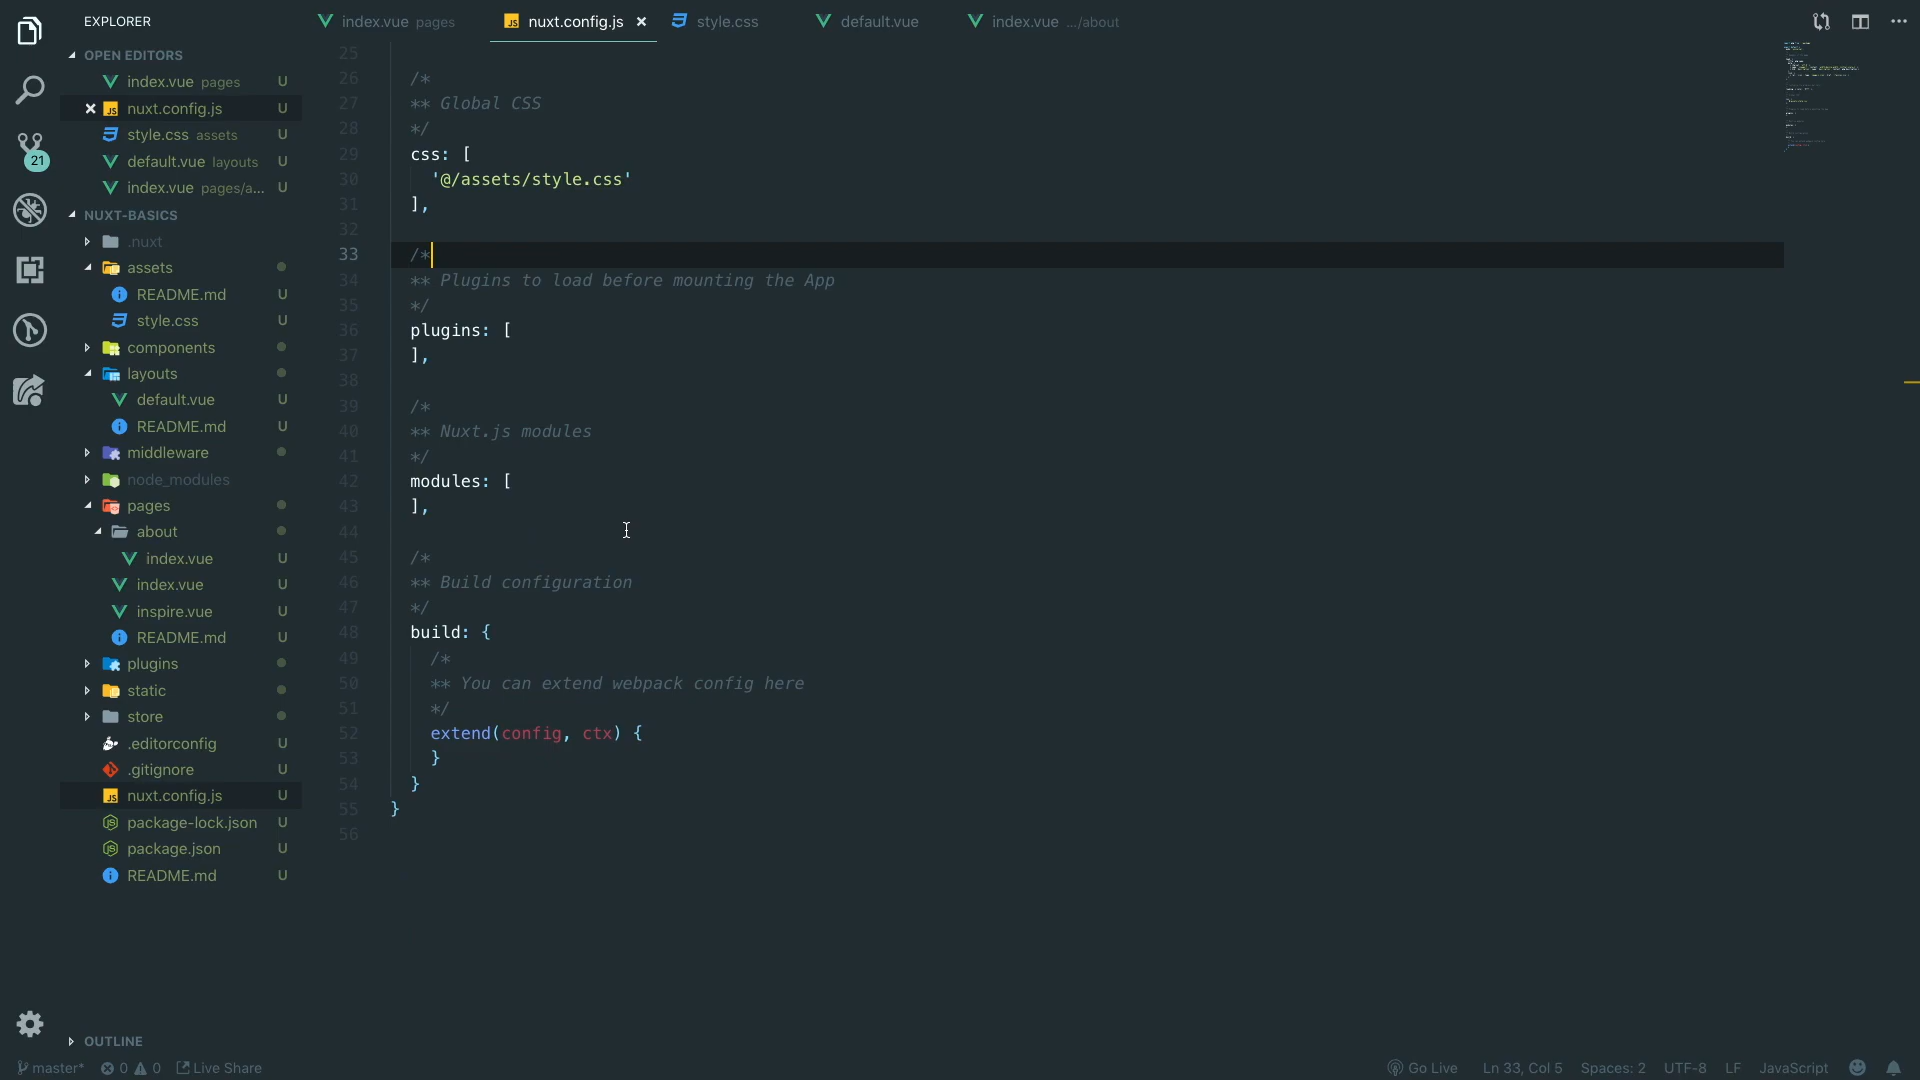 EXPLORER
OPEN EDITORS
index.vue pages U
nuxt.config.js U
style.css assets U
default.vue layouts U
index.vue pages/a... U
NUXT-BASICS
.nuxt
assets
README.md U
style.css U
components
layouts
default.vue U
README.md U
middleware
node_modules
pages
about
index.vue U
index.vue U
inspire.vue U
README.md U
plugins
static
store
.editorconfig U
.gitignore U
nuxt.config.js U
package-lock.json U
package.json U
README.md U
OUTLINE
21
index.vue pages
nuxt.config.js
style.css
default.vue
index.vue .../about
25
26 /*
27 ** Global CSS
28 */
29 css: [
30 '@/assets/style.css'
31 ],
32
33 /*
34 ** Plugins to load before mounting the App
35 */
36 plugins: [
37 ],
38
39 /*
40 ** Nuxt.js modules
41 */
42 modules: [
43 ],
44
45 /*
46 ** Build configuration
47 */
48 build: {
49 /*
50 ** You can extend webpack config here
51 */
52 extend(config, ctx) {
53 }
54 }
55 }
56
master* 0 0 Live Share Go Live Ln 33, Col 5 Spaces: 2 UTF-8 LF JavaScript